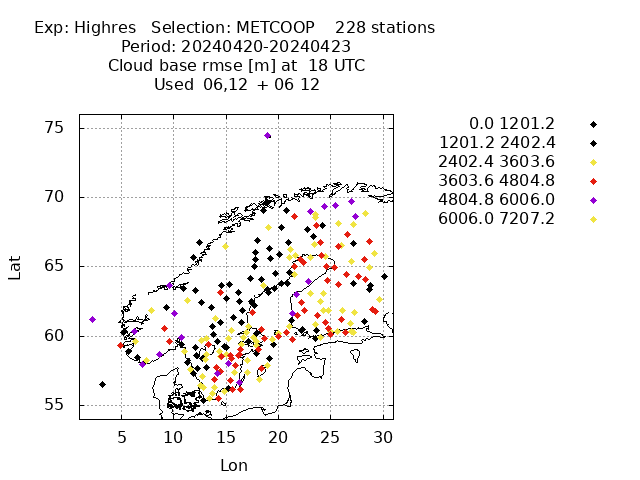 Exp: Highres   Selection: METCOOP    228 stations
Period: 20240420-20240423
Cloud base rmse [m] at  18 UTC
Used  06,12  + 06 12
0.0 1201.2
1201.2 2402.4
2402.4 3603.6
3603.6 4804.8
4804.8 6006.0
6006.0 7207.2
75
70
65
60
55
Lat
5 10 15 20 25 30
Lon